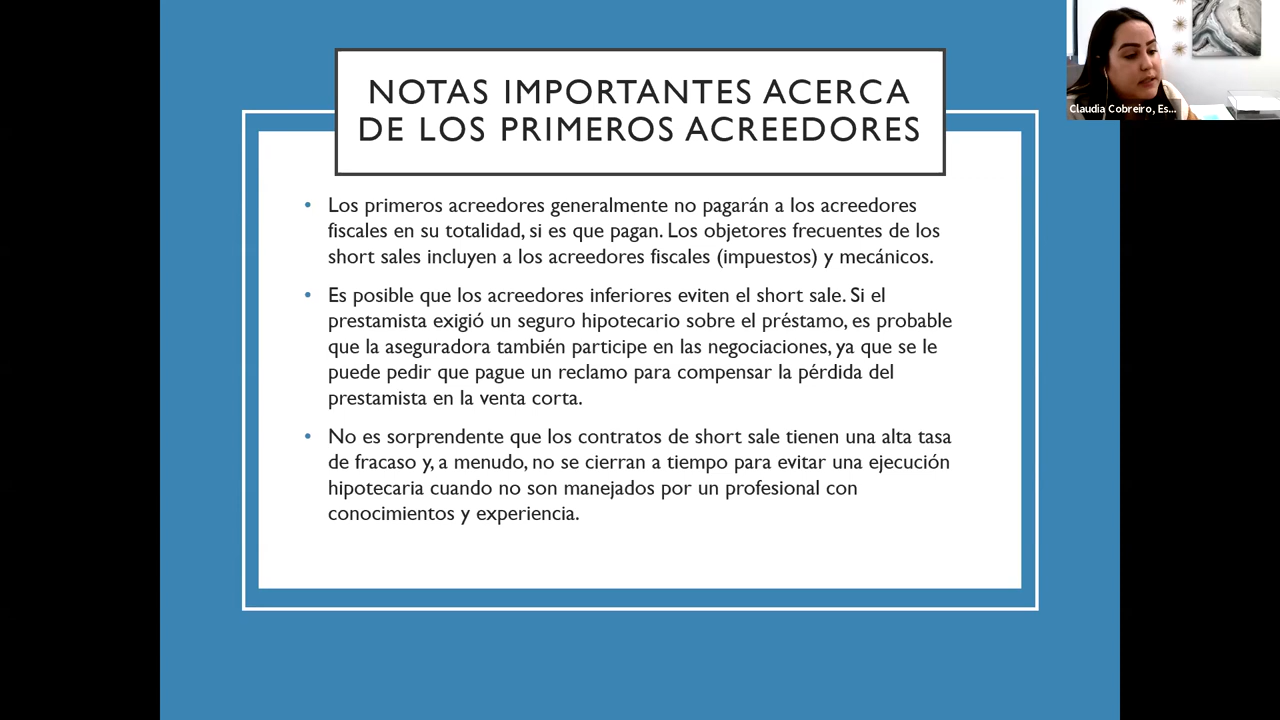 NOTAS IMPORTANTES ACERCA
DE LOS PRIMEROS ACREEDORES
Claudia Cobreiro, Es...
• Los primeros acreedores generalmente no pagarán a los acreedores
fiscales en su totalidad, si es que pagan. Los objetores frecuentes de los
short sales incluyen a los acreedores fiscales (impuestos) y mecánicos.
• Es posible que los acreedores inferiores eviten el short sale. Si el
prestamista exigió un seguro hipotecario sobre el préstamo, es probable
que la aseguradora también participe en las negociaciones, ya que se le
puede pedir que pague un reclamo para compensar la pérdida del
prestamista en la venta corta.
• No es sorprendente que los contratos de short sale tienen una alta tasa
de fracaso y, a menudo, no se cierran a tiempo para evitar una ejecución
hipotecaria cuando no son manejados por un profesional con
conocimientos y experiencia.